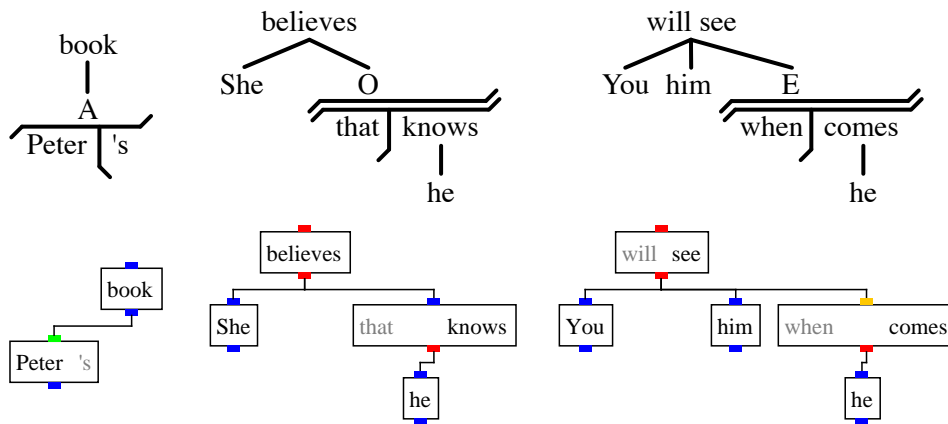 book
A
Peter 's
believes
She O
that knows
he
will see
You him E
when comes
he
book
Peter 's
believes
She that knows
he
will see
You him when comes
he